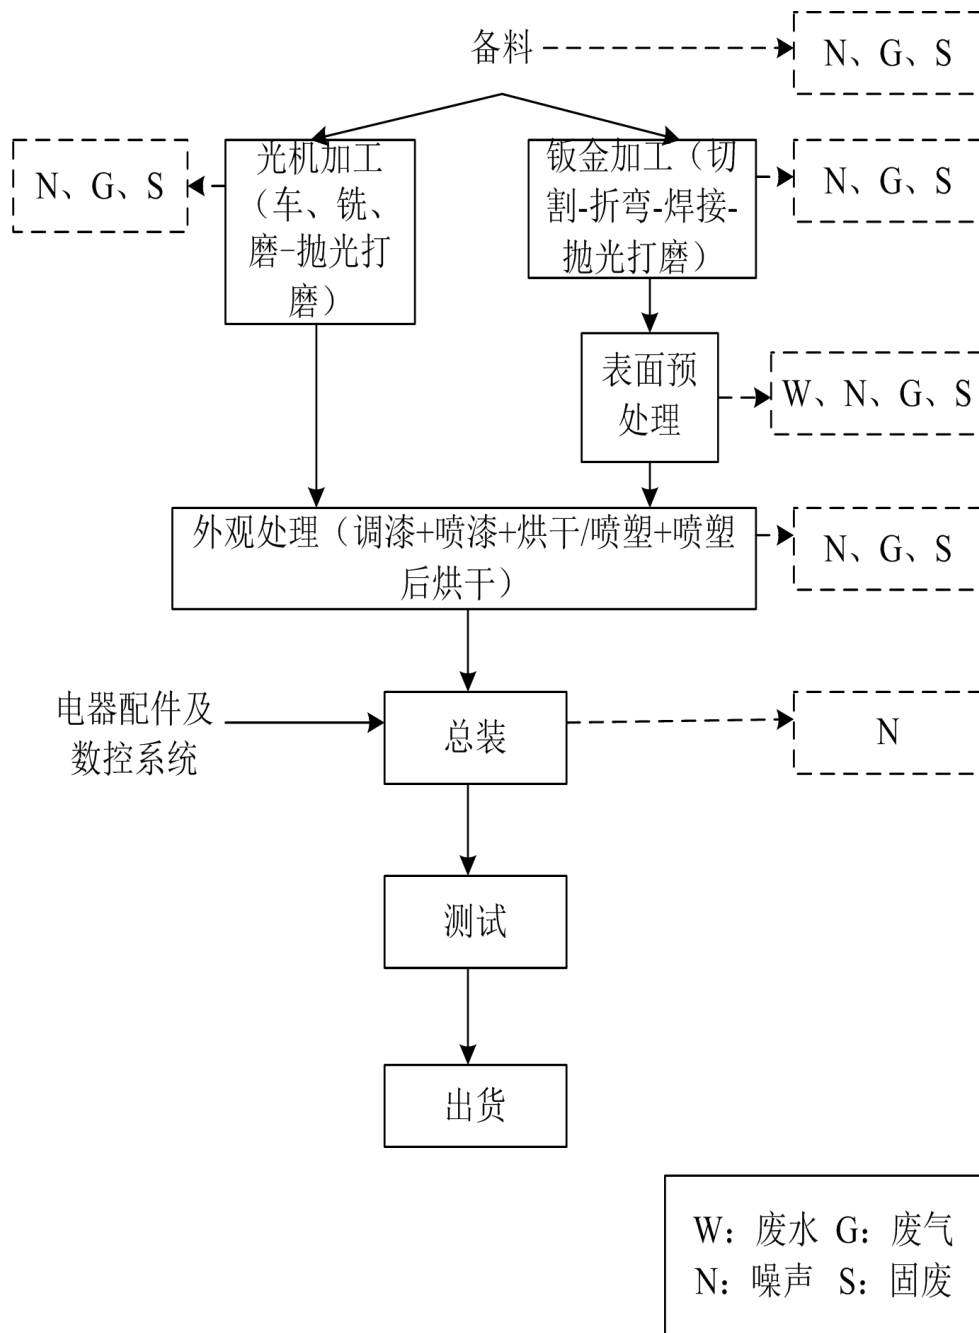 备料
N、G、S
光机加工
（车、铣、
磨-抛光打
磨）
N、G、S
钣金加工（切
割-折弯-焊接-
抛光打磨）
N、G、S
表面预
处理
W、N、G、S
外观处理（调漆+喷漆+烘干/喷塑+喷塑
后烘干）
N、G、S
电器配件及
数控系统
总装
N
测试
出货
W：废水 G：废气
N：噪声 S：固废